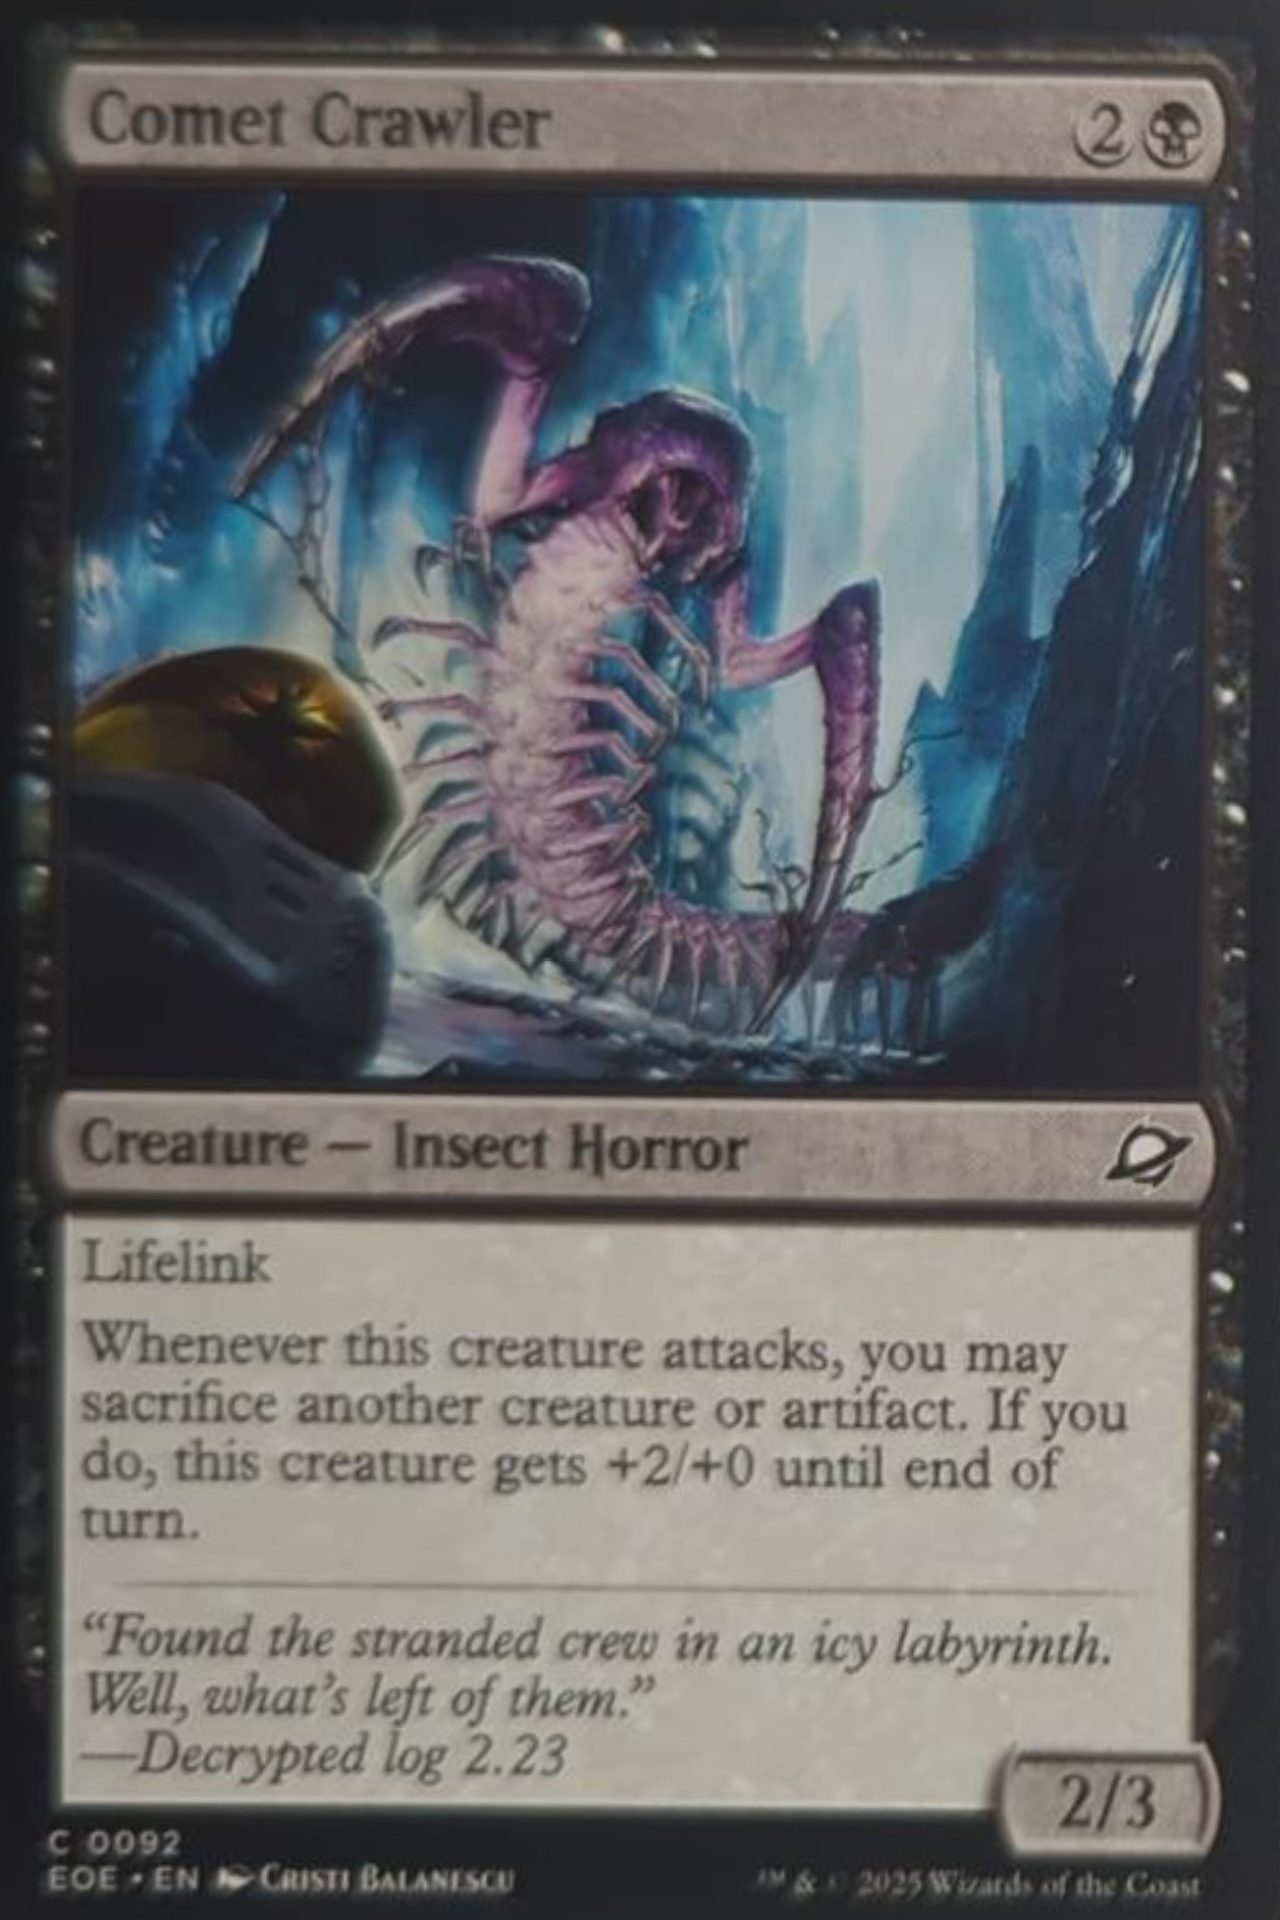 Comet Crawler 2
Creature — Insect Horror
Lifelink
Whenever this creature attacks, you may
sacrifice another creature or artifact. If you
do, this creature gets +2/+0 until end of
turn.
“Found the stranded crew in an icy labyrinth.
Well, what’s left of them.”
—Decrypted log 2.23
2/3
C 0092
EOE • EN Cristi Balanescu
™ & © 2025 Wizards of the Coast